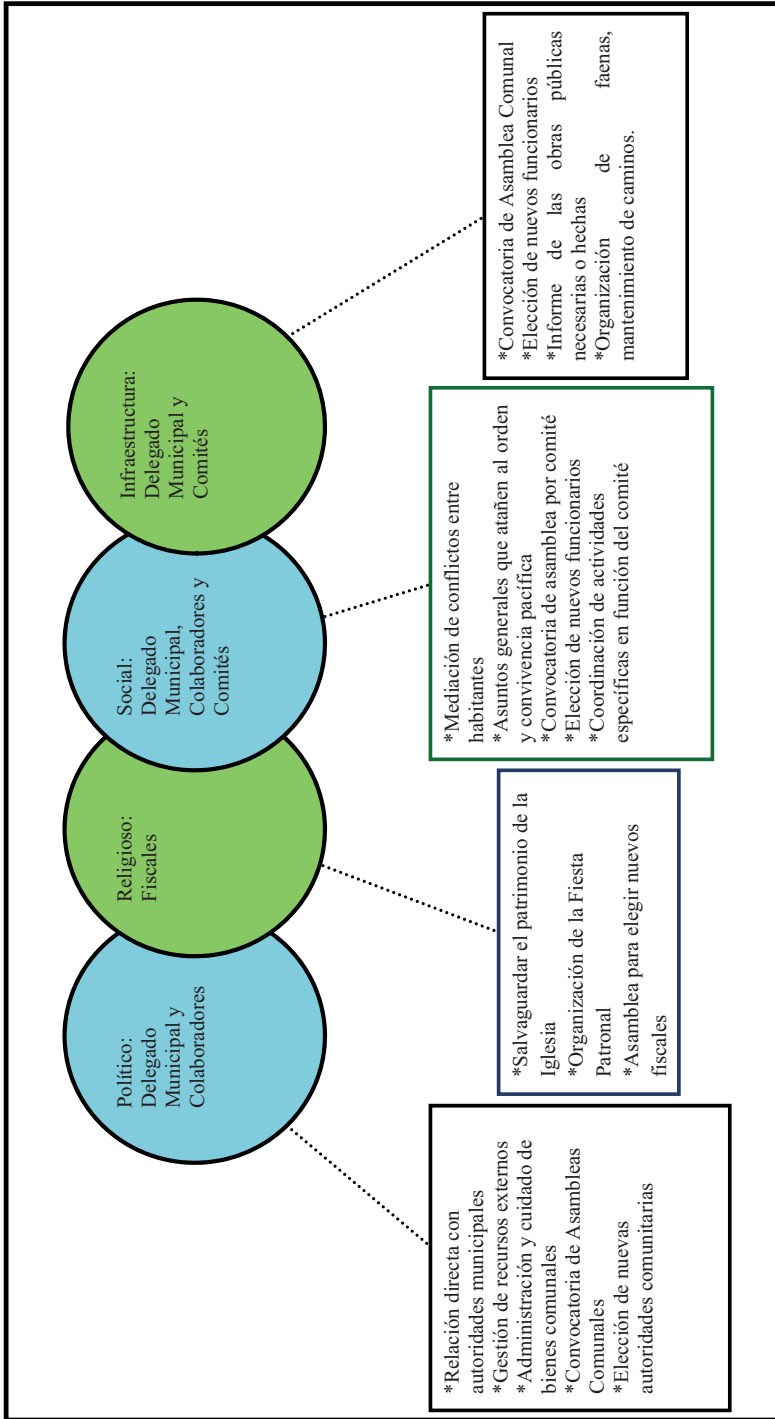 Político:
Delegado
Municipal y
Colaboradores
Religioso:
Fiscales
Social:
Delegado
Municipal,
Colaboradores y
Comités
Infraestructura:
Delegado
Municipal y
Comités
*Relación directa con
autoridades municipales
*Gestión de recursos externos
*Administración y cuidado de
bienes comunales
*Convocatoria de Asambleas
Comunales
*Elección de nuevas
autoridades comunitarias
*Salvaguardar el patrimonio de la
Iglesia
*Organización de la Fiesta
Patronal
*Asamblea para elegir nuevos
fiscales
*Mediación de conflictos entre
habitantes
*Asuntos generales que atañen al orden
y convivencia pacífica
*Convocatoria de asamblea por comité
*Elección de nuevos funcionarios
*Coordinación de actividades
específicas en función del comité
*Convocatoria de Asamblea Comunal
*Elección de nuevos funcionarios
*Informe de las obras públicas
necesarias o hechas
*Organización de faenas,
mantenimiento de caminos.